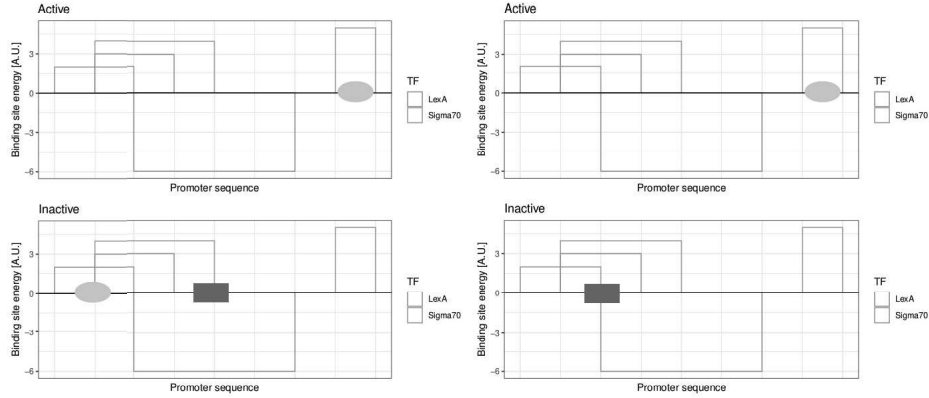 Active
Binding site energy [A.U.]
3
0
−3
−6
Promoter sequence
TF
LexA
Sigma70
Active
Binding site energy [A.U.]
3
0
−3
−6
Promoter sequence
TF
LexA
Sigma70
Inactive
Binding site energy [A.U.]
3
0
−3
−6
Promoter sequence
TF
LexA
Sigma70
Inactive
Binding site energy [A.U.]
3
0
−3
−6
Promoter sequence
TF
LexA
Sigma70